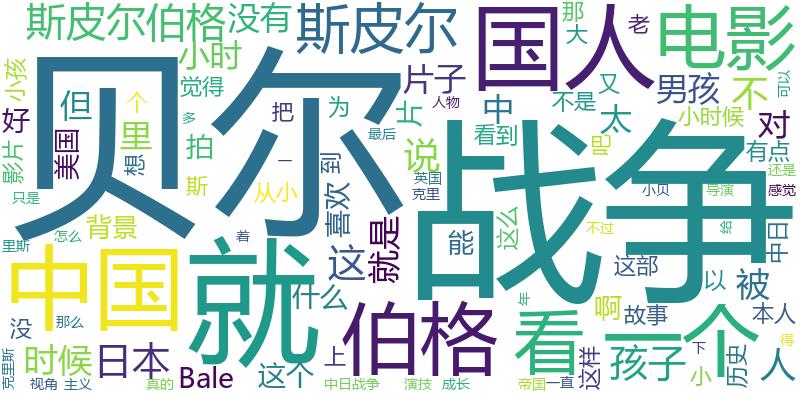 斯皮尔伯格
没有
斯皮尔
国人
电影
那
大
老
小孩
但
觉得
小时
片子
男孩
又
不
可以
影片
好
个
里
贝尔
把
为
片
人物
中
不是
太
小时候
对
美国
想
多
拍
最后
说
看到
吧
有点
只是
斯
一
从小
喜欢
到
英国
克里
战争
小贝
导演
还是
感觉
里斯
怎么
背景
着
这
就是
能
这么
不过
给
中日
中国
就
这部
以
被
没
那么
什么
伯格
年
看
啊
故事
一个
本人
克里斯
时候
日本
Bale
这个
上
这样
孩子
下
小
历史
得
人
视角
主义
真的
中日战争
演技
成长
帝国
一直